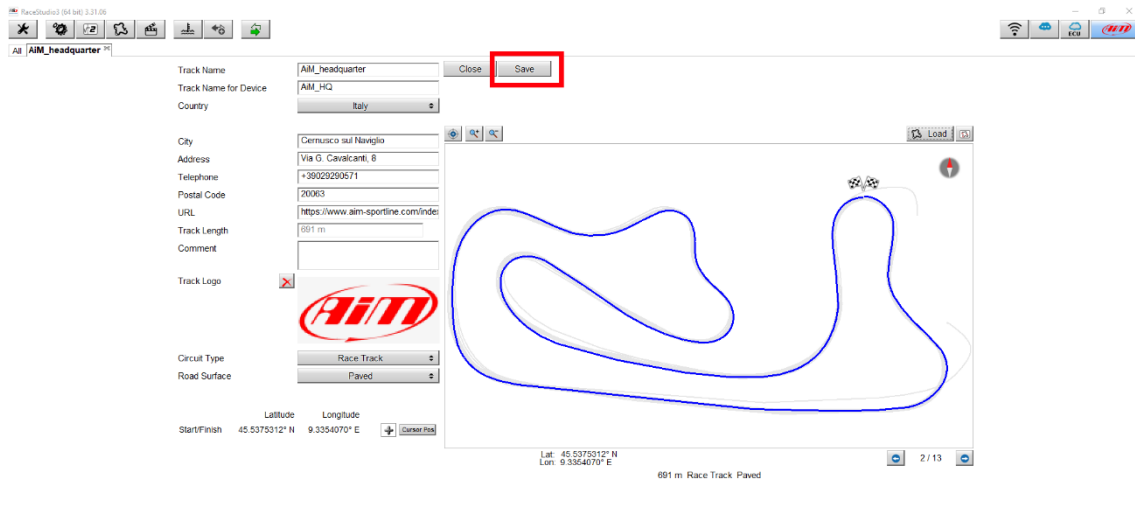 RaceStudio3 (64 bit) 3.31.06
ECU
AiM
All AiM_headquarter
Track Name AiM_headquarter Close Save
Track Name for Device AiM_HQ
Country Italy
City Cernusco sul Naviglio
Load
Address Via G. Cavalcanti, 8
Telephone +39029290571
Postal Code 20063
URL https://www.aim-sportline.com/index
Track Length 691 m
Comment
Track Logo
AiM
Circuit Type Race Track
Road Surface Paved
Latitude Longitude
Start/Finish 45.5375312° N 9.3354070° E Cursor Pos
Lat: 45.5375312° N
Lon: 9.3354070° E
2 / 13
691 m Race Track Paved